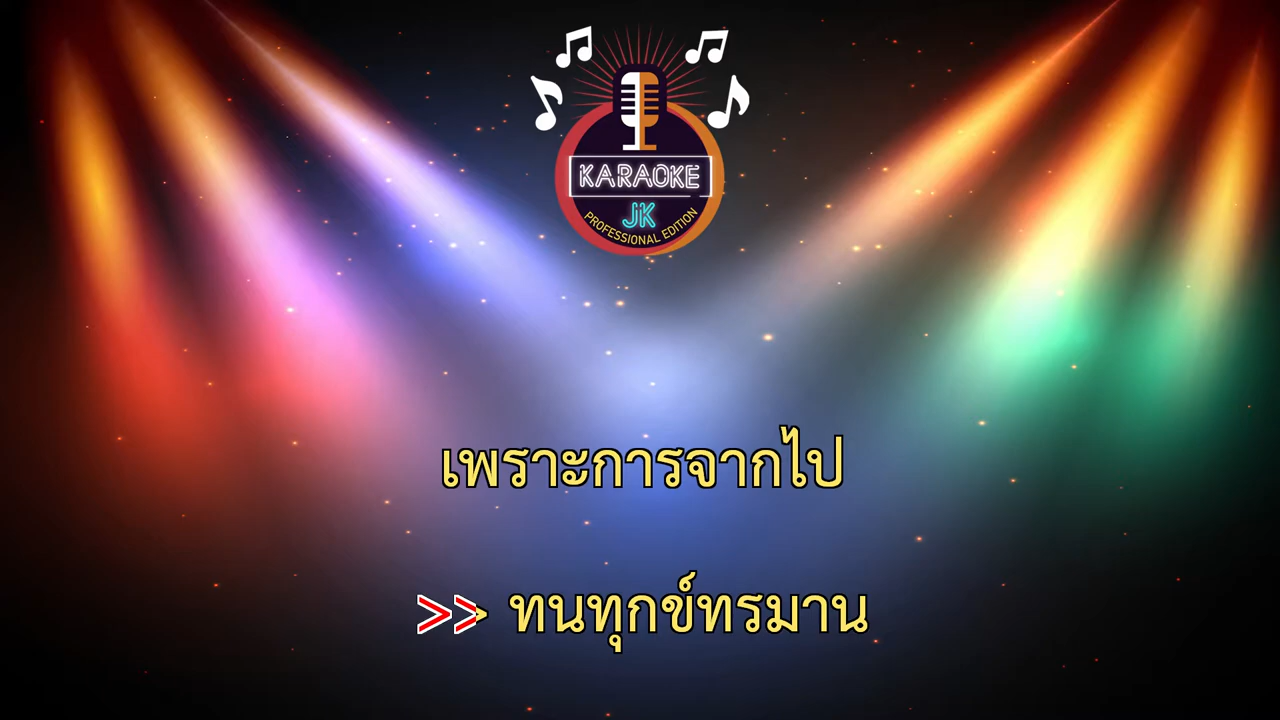 KARAOKE
JK
PROFESSIONAL EDITION
เพราะการจากไป
>>> ทนทุกข์ทรมาน